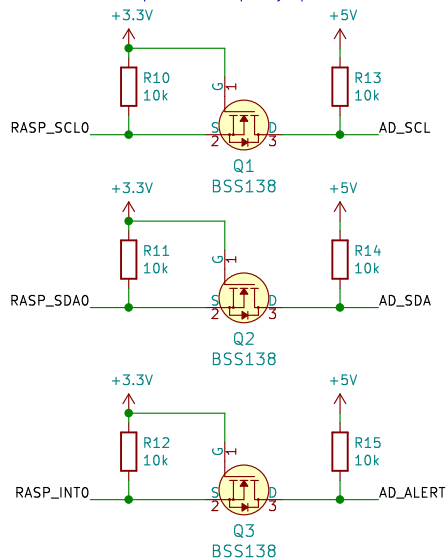 +3.3V +5V
R10 R13
10k 10k
G 1
RASP_SCL0 S D AD_SCL
2 3
Q1
BSS138
+3.3V +5V
R11 R14
10k 10k
G 1
RASP_SDA0 S D AD_SDA
2 3
Q2
BSS138
+3.3V +5V
R12 R15
10k 10k
G 1
RASP_INT0 S D AD_ALERT
2 3
Q3
BSS138